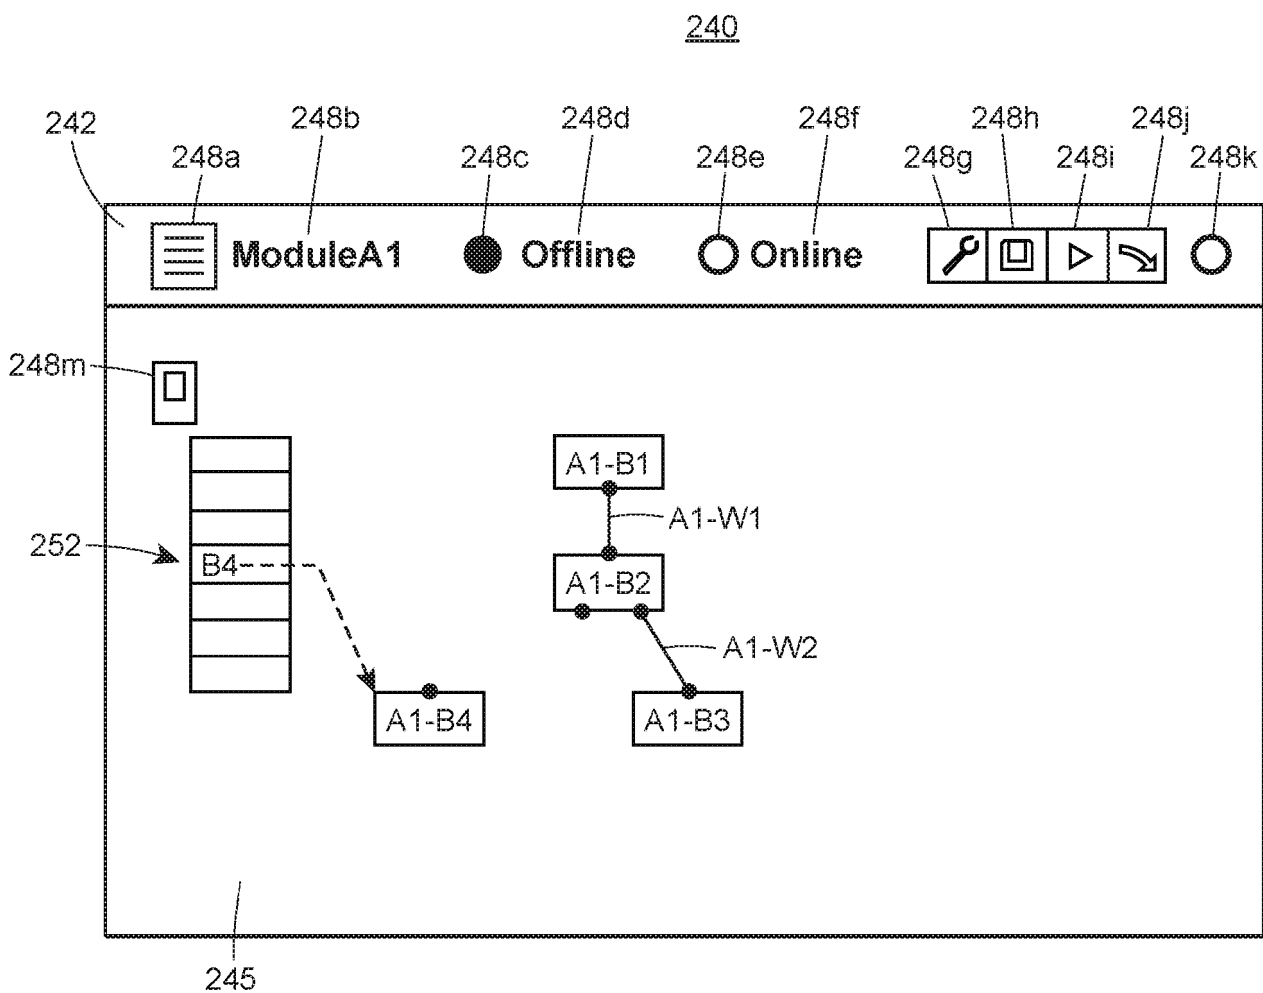 240
242 248b 248d 248f 248h 248j
248a 248c 248e 248g 248i 248k
ModuleA1 Offline Online
248m
A1-B1
A1-W1
252
B4
A1-B2
A1-W2
A1-B4 A1-B3
245